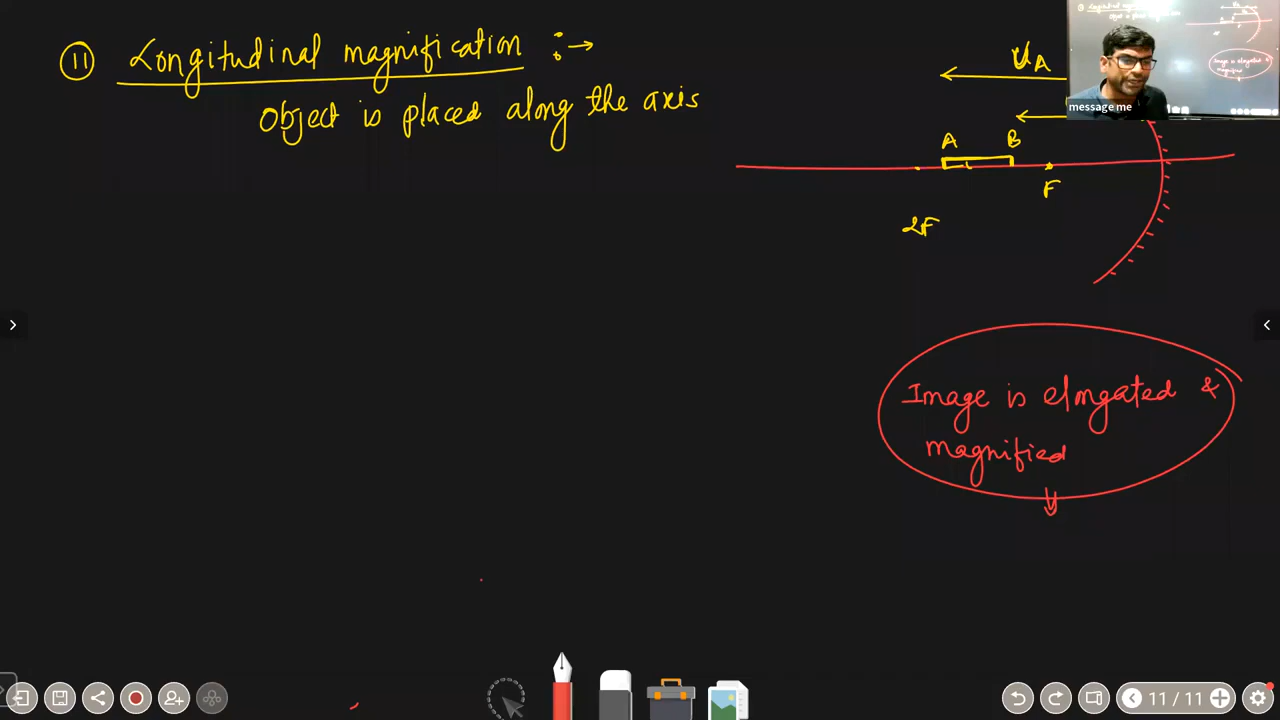 11 Longitudinal magnification :→
Object is placed along the axis
UA
message me
A B
F
2F
Image is elongated &
magnified
11 / 11